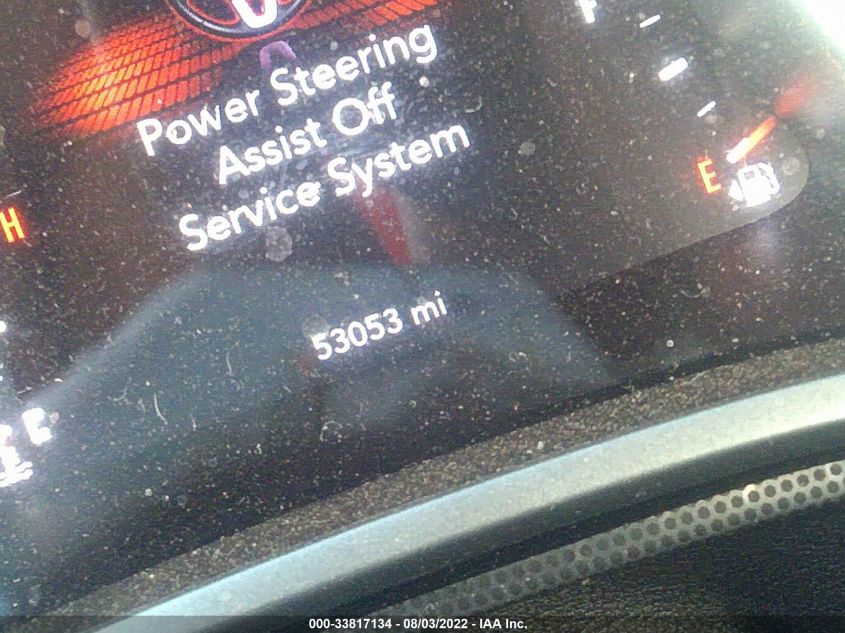 F
Power Steering
Assist Off
Service System
E
H
53053 mi
000-33817134 - 08/03/2022 - IAA Inc.